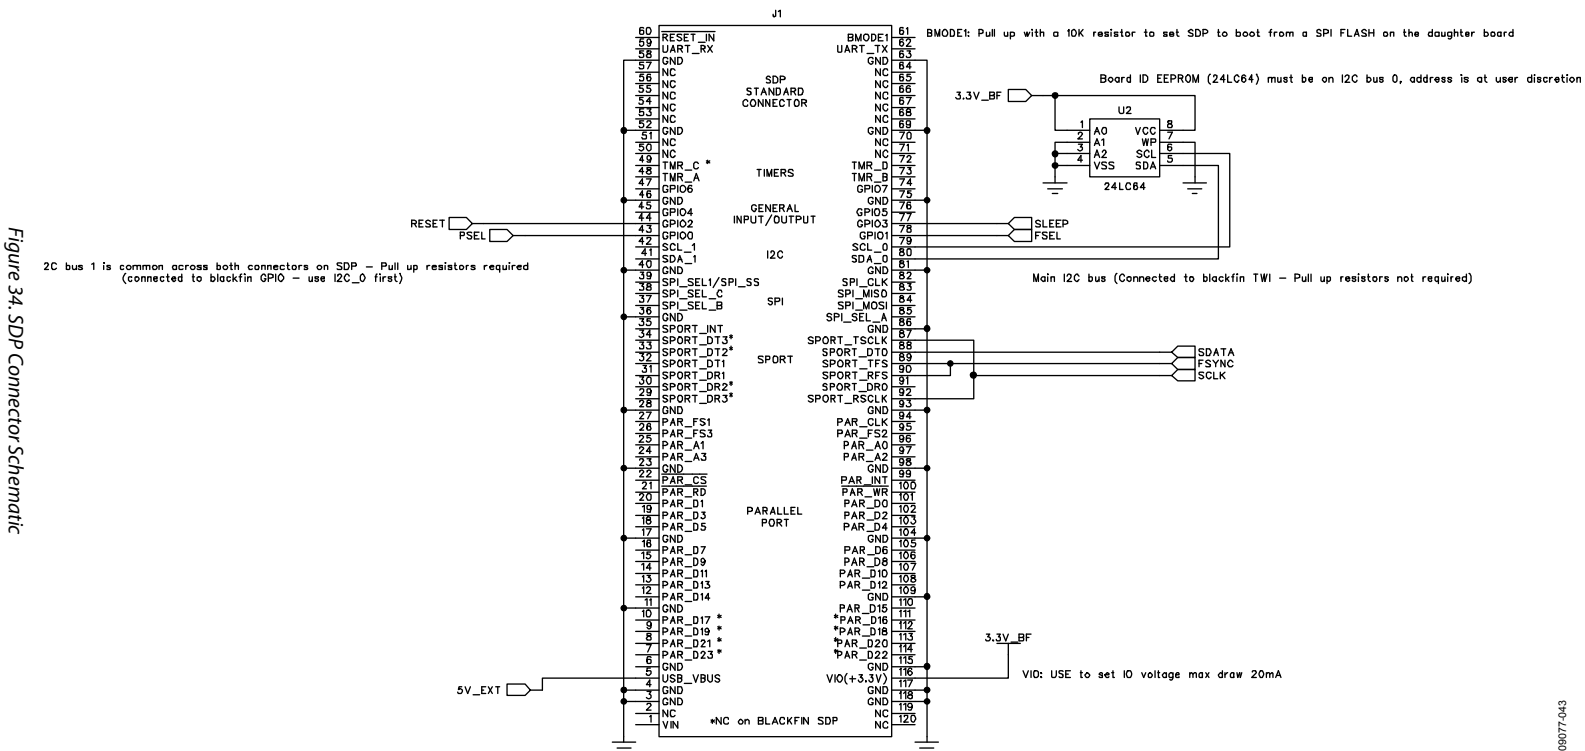 J1
60 RESET_IN BMODE1 61
59 UART_RX UART_TX 62
58 GND GND 63
57 NC NC 64
56 NC NC 65
55 NC NC 66
54 NC NC 67
53 NC NC 68
52 GND GND 69
51 NC NC 70
50 NC NC 71
49 TMR_C * TMR_D 72
48 TMR_A TMR_B 73
47 GPIO6 GPIO7 74
46 GND GND 75
45 GPIO4 GPIO5 76
44 GPIO2 GPIO3 77
43 GPIO0 GPIO1 78
42 SCL_1 SCL_0 79
41 SDA_1 SDA_0 80
40 GND GND 81
39 SPI_SEL1/SPI_SS SPI_CLK 82
38 SPI_SEL_C SPI_MISO 83
37 SPI_SEL_B SPI_MOSI 84
36 GND SPI_SEL_A 85
35 SPORT_INT GND 86
34 SPORT_DT3* SPORT_TSCLK 87
33 SPORT_DT2* SPORT_DT0 88
32 SPORT_DT1 SPORT_TFS 89
31 SPORT_DR1 SPORT_RFS 90
30 SPORT_DR2* SPORT_DR0 91
29 SPORT_DR3* SPORT_RSCLK 92
28 GND GND 93
27 PAR_FS1 PAR_CLK 94
26 PAR_FS3 PAR_FS2 95
25 PAR_A1 PAR_A0 96
24 PAR_A3 PAR_A2 97
23 GND GND 98
22 PAR_CS PAR_INT 99
21 PAR_RD PAR_WR 100
20 PAR_D1 PAR_D0 101
19 PAR_D3 PAR_D2 102
18 PAR_D5 PAR_D4 103
17 GND GND 104
16 PAR_D7 PAR_D6 105
15 PAR_D9 PAR_D8 106
14 PAR_D11 PAR_D10 107
13 PAR_D13 PAR_D12 108
12 PAR_D14 GND 109
11 GND PAR_D15 110
10 PAR_D17 * *PAR_D16 111
9 PAR_D19 * *PAR_D18 112
8 PAR_D21 * *PAR_D20 113
7 PAR_D23 * *PAR_D22 114
6 GND GND 115
5 USB_VBUS VIO(+3.3V) 116
4 GND GND 117
3 GND GND 118
2 NC NC 119
1 VIN NC 120
SDP
STANDARD
CONNECTOR
TIMERS
GENERAL
INPUT/OUTPUT
I2C
SPI
SPORT
PARALLEL
PORT
*NC on BLACKFIN SDP
RESET
PSEL
2C bus 1 is common across both connectors on SDP – Pull up resistors required
(connected to blackfin GPIO – use I2C_0 first)
5V_EXT
BMODE1: Pull up with a 10K resistor to set SDP to boot from a SPI FLASH on the daughter board
Board ID EEPROM (24LC64) must be on I2C bus 0, address is at user discretion
3.3V_BF
U2
1 A0 VCC 8
2 A1 WP 7
3 A2 SCL 6
4 VSS SDA 5
24LC64
SLEEP
FSEL
Main I2C bus (Connected to blackfin TWI – Pull up resistors not required)
SDATA
FSYNC
SCLK
3.3V_BF
VIO: USE to set IO voltage max draw 20mA
Figure 34. SDP Connector Schematic
09077-043